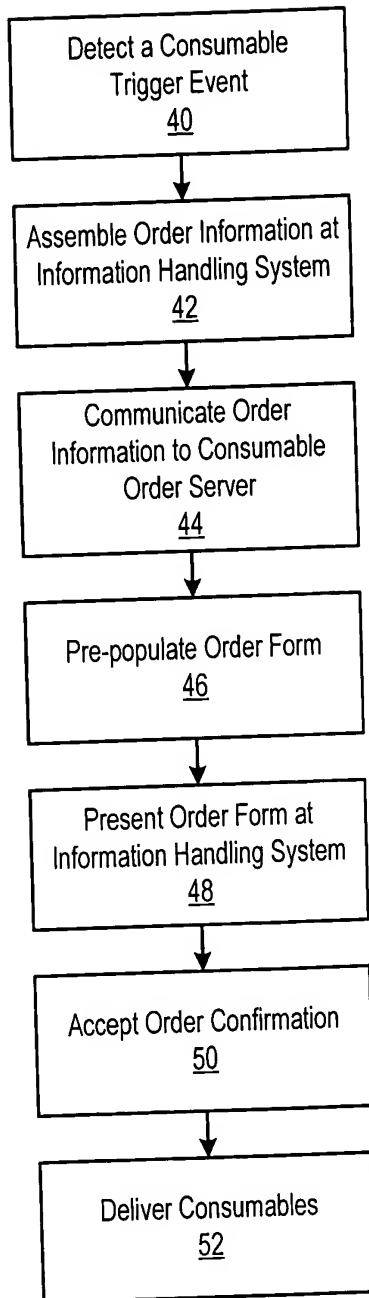 Detect a Consumable
Trigger Event
40
Assemble Order Information at
Information Handling System
42
Communicate Order
Information to Consumable
Order Server
44
Pre-populate Order Form
46
Present Order Form at
Information Handling System
48
Accept Order Confirmation
50
Deliver Consumables
52